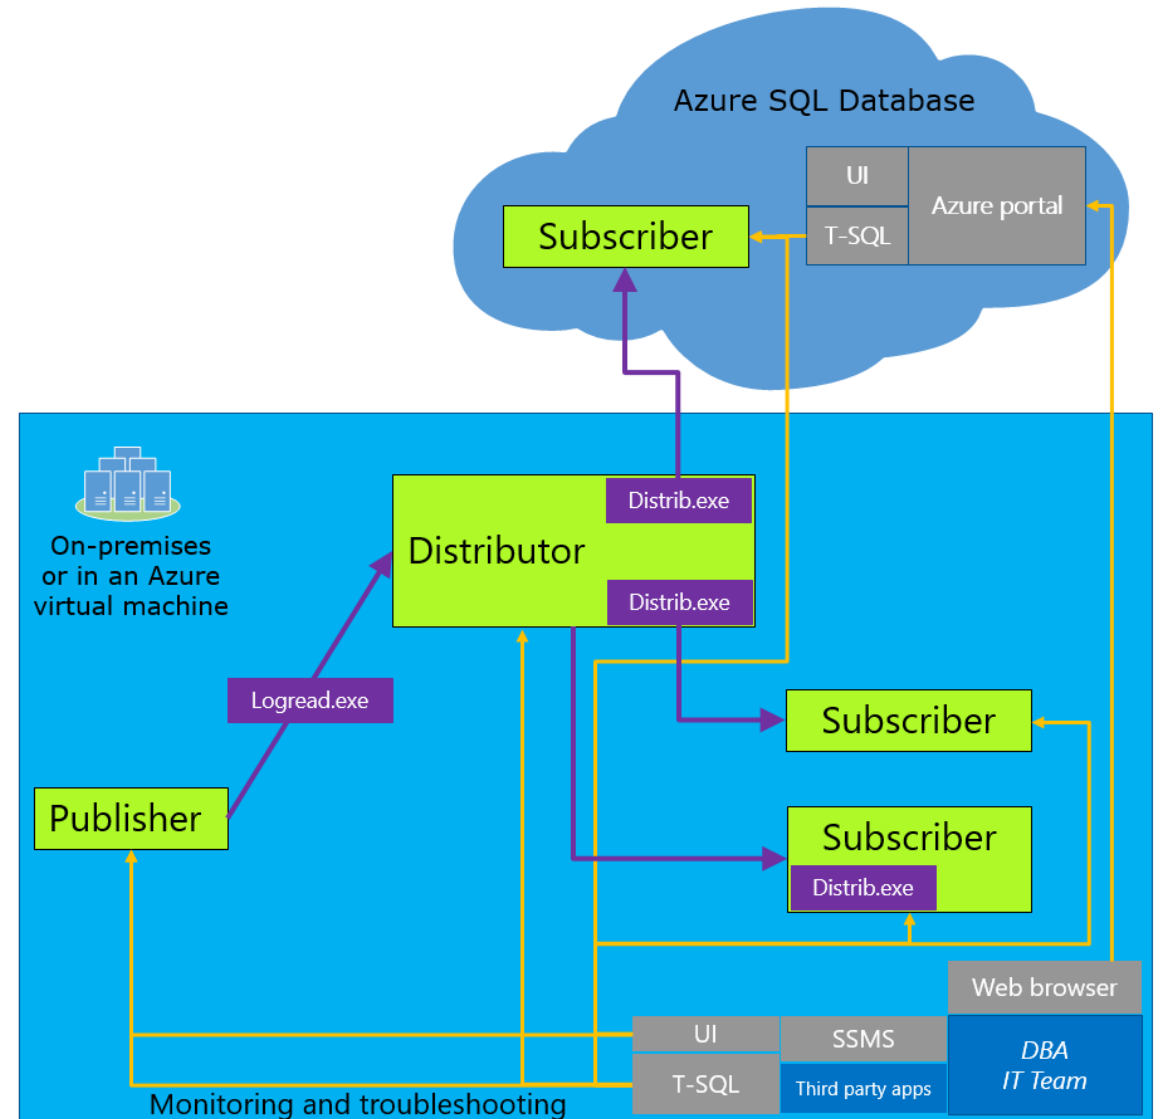 Azure SQL Database
UI
Azure portal
T-SQL
Subscriber
On-premises
or in an Azure
virtual machine
Distrib.exe
Distributor
Distrib.exe
Logread.exe
Subscriber
Publisher
Subscriber
Distrib.exe
Web browser
UI
SSMS
DBA
IT Team
T-SQL
Third party apps
Monitoring and troubleshooting